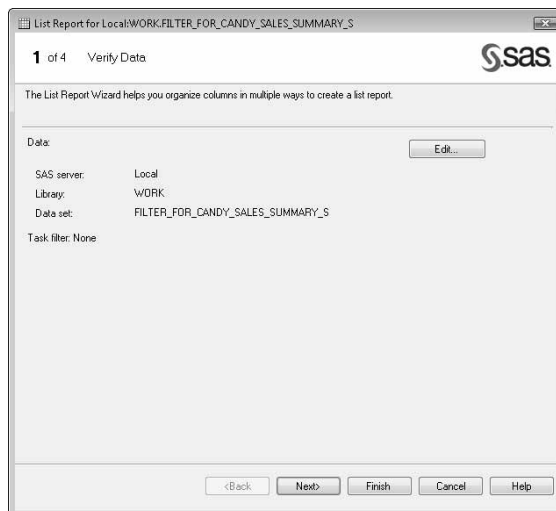 List Report for Local:WORK.FILTER_FOR_CANDY_SALES_SUMMARY_S
1 of 4 Verify Data
sas
The List Report Wizard helps you organize columns in multiple ways to create a list report.
Data:
Edit...
SAS server: Local
Library: WORK
Data set: FILTER_FOR_CANDY_SALES_SUMMARY_S
Task filter: None
<Back Next> Finish Cancel Help